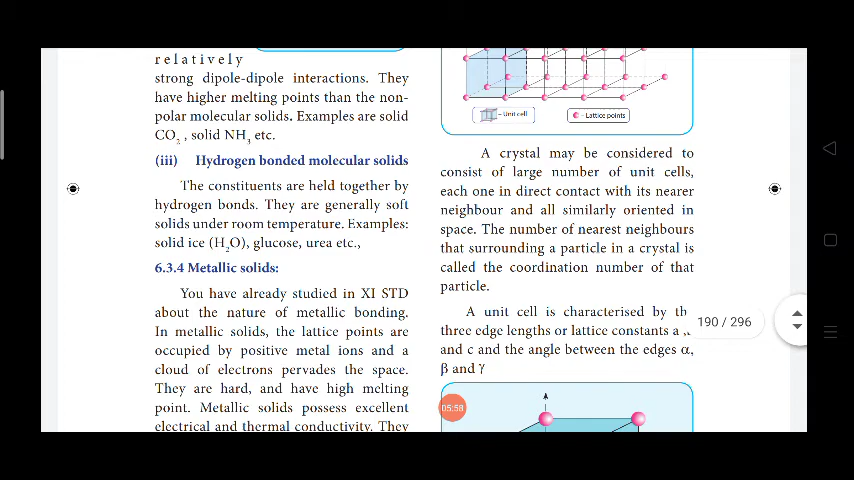 relatively
strong dipole-dipole interactions. They
have higher melting points than the non-
polar molecular solids. Examples are solid
CO2 , solid NH3 etc.
(iii) Hydrogen bonded molecular solids
The constituents are held together by
hydrogen bonds. They are generally soft
solids under room temperature. Examples:
solid ice (H2O), glucose, urea etc.,
6.3.4 Metallic solids:
You have already studied in XI STD
about the nature of metallic bonding.
In metallic solids, the lattice points are
occupied by positive metal ions and a
cloud of electrons pervades the space.
They are hard, and have high melting
point. Metallic solids possess excellent
electrical and thermal conductivity. They
- Unit cell
- Lattice points
A crystal may be considered to
consist of large number of unit cells,
each one in direct contact with its nearer
neighbour and all similarly oriented in
space. The number of nearest neighbours
that surrounding a particle in a crystal is
called the coordination number of that
particle.
A unit cell is characterised by
three edge lengths or lattice constants a ,
and c and the angle between the edges α,
β and γ
190 / 296
05:58